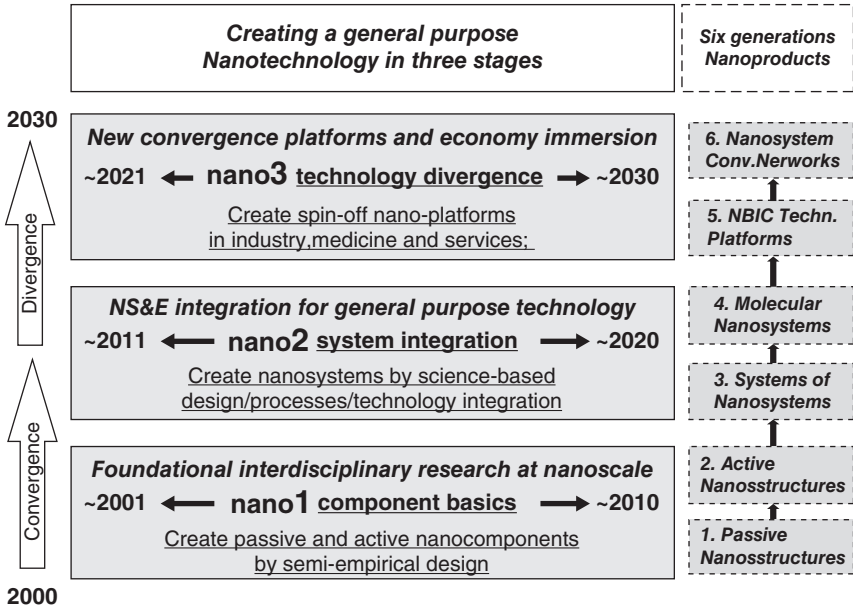 Creating a general purpose
Nanotechnology in three stages
Six generations
Nanoproducts
2030
Divergence
Convergence
2000
New convergence platforms and economy immersion
~2021 nano3 technology divergence ~2030
Create spin-off nano-platforms
in industry,medicine and services;
NS&E integration for general purpose technology
~2011 nano2 system integration ~2020
Create nanosystems by science-based
design/processes/technology integration
Foundational interdisciplinary research at nanoscale
~2001 nano1 component basics ~2010
Create passive and active nanocomponents
by semi-empirical design
6. Nanosystem
Conv.Nerworks
5. NBIC Techn.
Platforms
4. Molecular
Nanosystems
3. Systems of
Nanosystems
2. Active
Nanosstructures
1. Passive
Nanosstructures